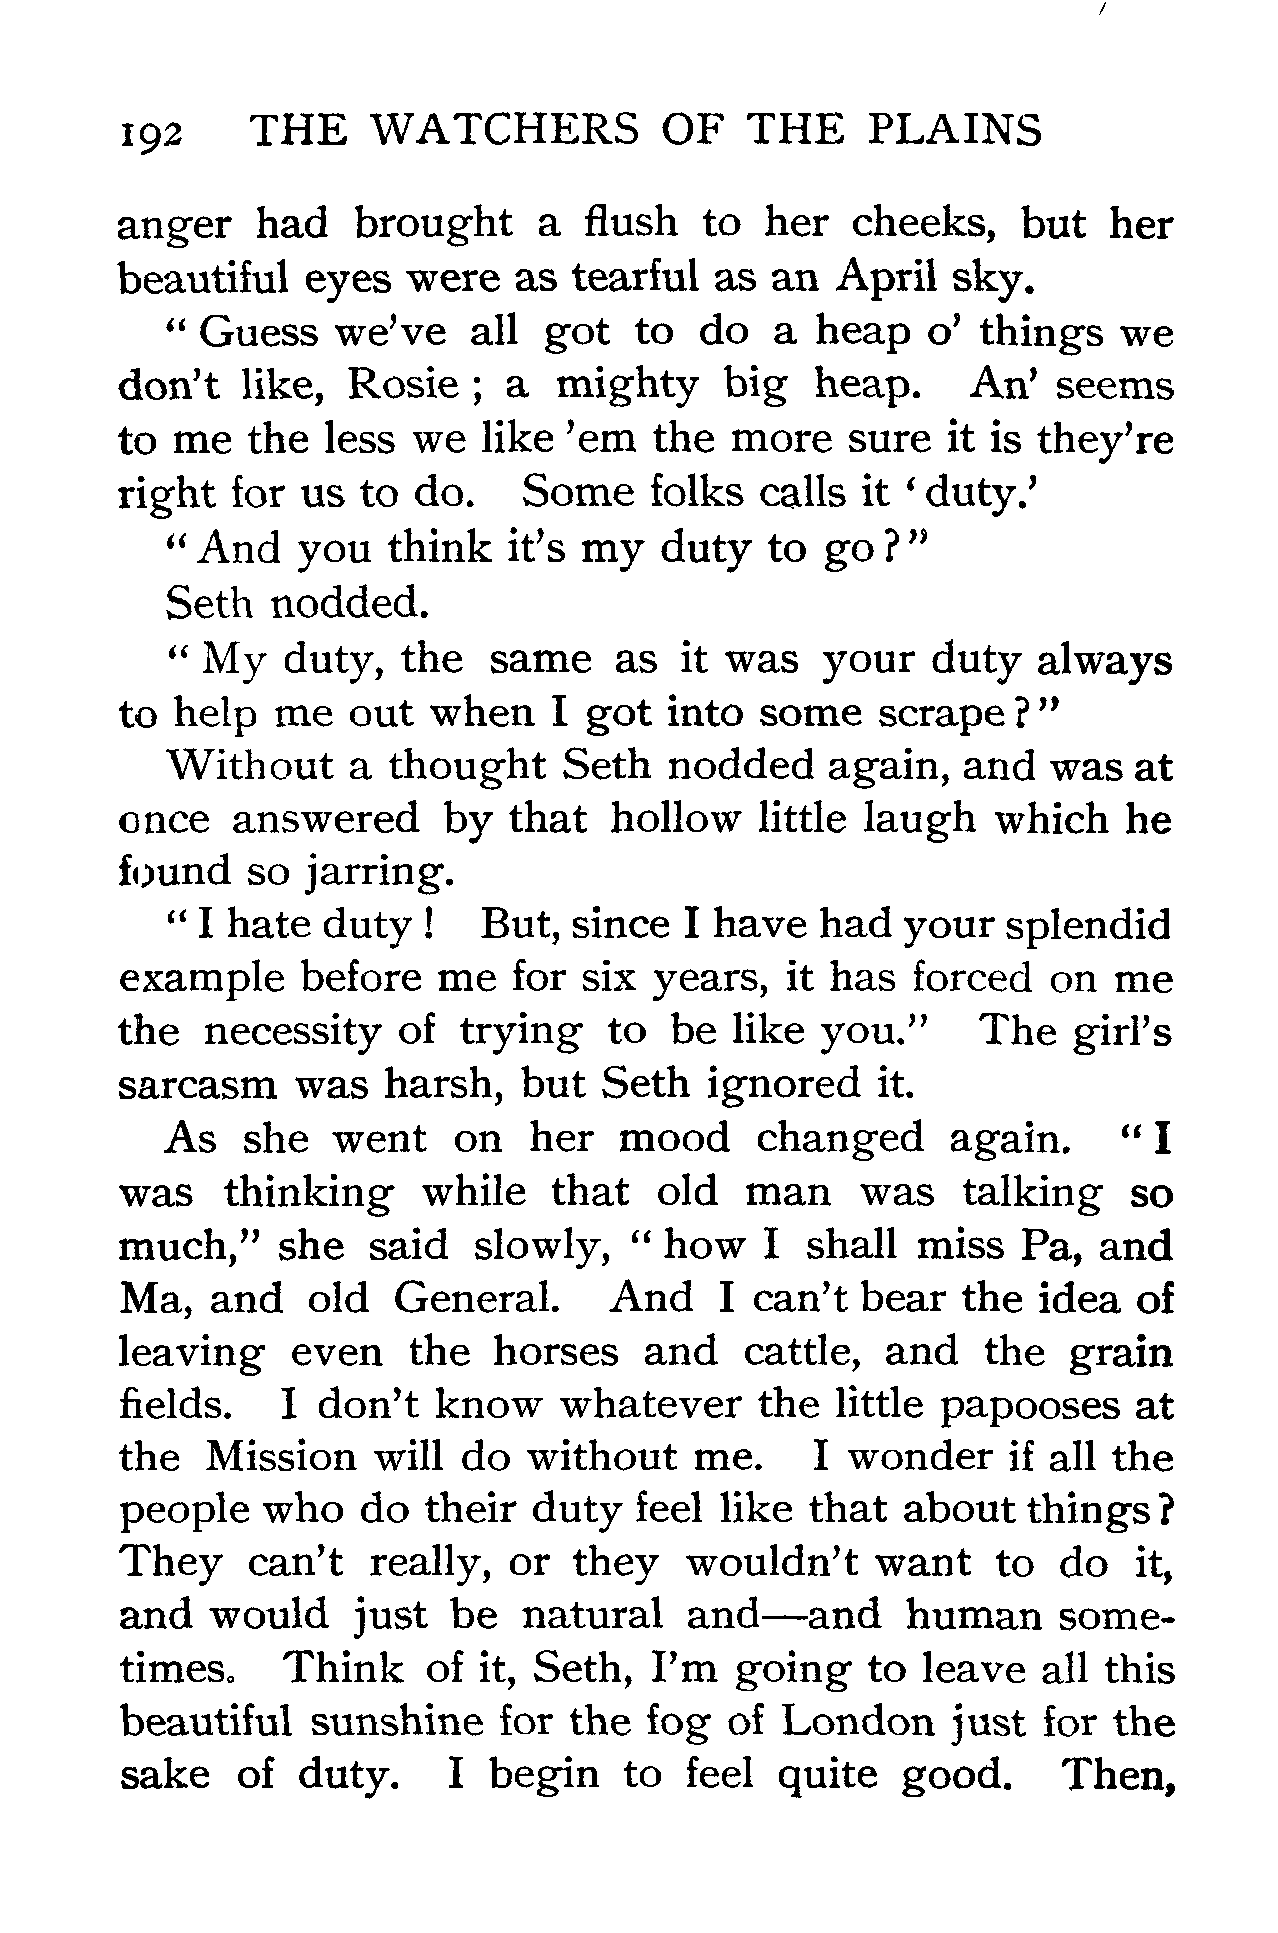 192 THE WATCHERS OF THE PLAINS
anger had brought a flush to her cheeks, but her
beautiful eyes were as tearful as an April sky.
“ Guess we’ve all got to do a heap o’ things we
don’t like, Rosie ; a mighty big heap. An’ seems
to me the less we like ’em the more sure it is they’re
right for us to do. Some folks calls it ‘ duty.’
“ And you think it’s my duty to go ? ”
Seth nodded.
“ My duty, the same as it was your duty always
to help me out when I got into some scrape ? ”
Without a thought Seth nodded again, and was at
once answered by that hollow little laugh which he
found so jarring.
“ I hate duty ! But, since I have had your splendid
example before me for six years, it has forced on me
the necessity of trying to be like you.” The girl’s
sarcasm was harsh, but Seth ignored it.
As she went on her mood changed again. “ I
was thinking while that old man was talking so
much,” she said slowly, “ how I shall miss Pa, and
Ma, and old General. And I can’t bear the idea of
leaving even the horses and cattle, and the grain
fields. I don’t know whatever the little papooses at
the Mission will do without me. I wonder if all the
people who do their duty feel like that about things ?
They can’t really, or they wouldn’t want to do it,
and would just be natural and—and human some-
times. Think of it, Seth, I’m going to leave all this
beautiful sunshine for the fog of London just for the
sake of duty. I begin to feel quite good. Then,